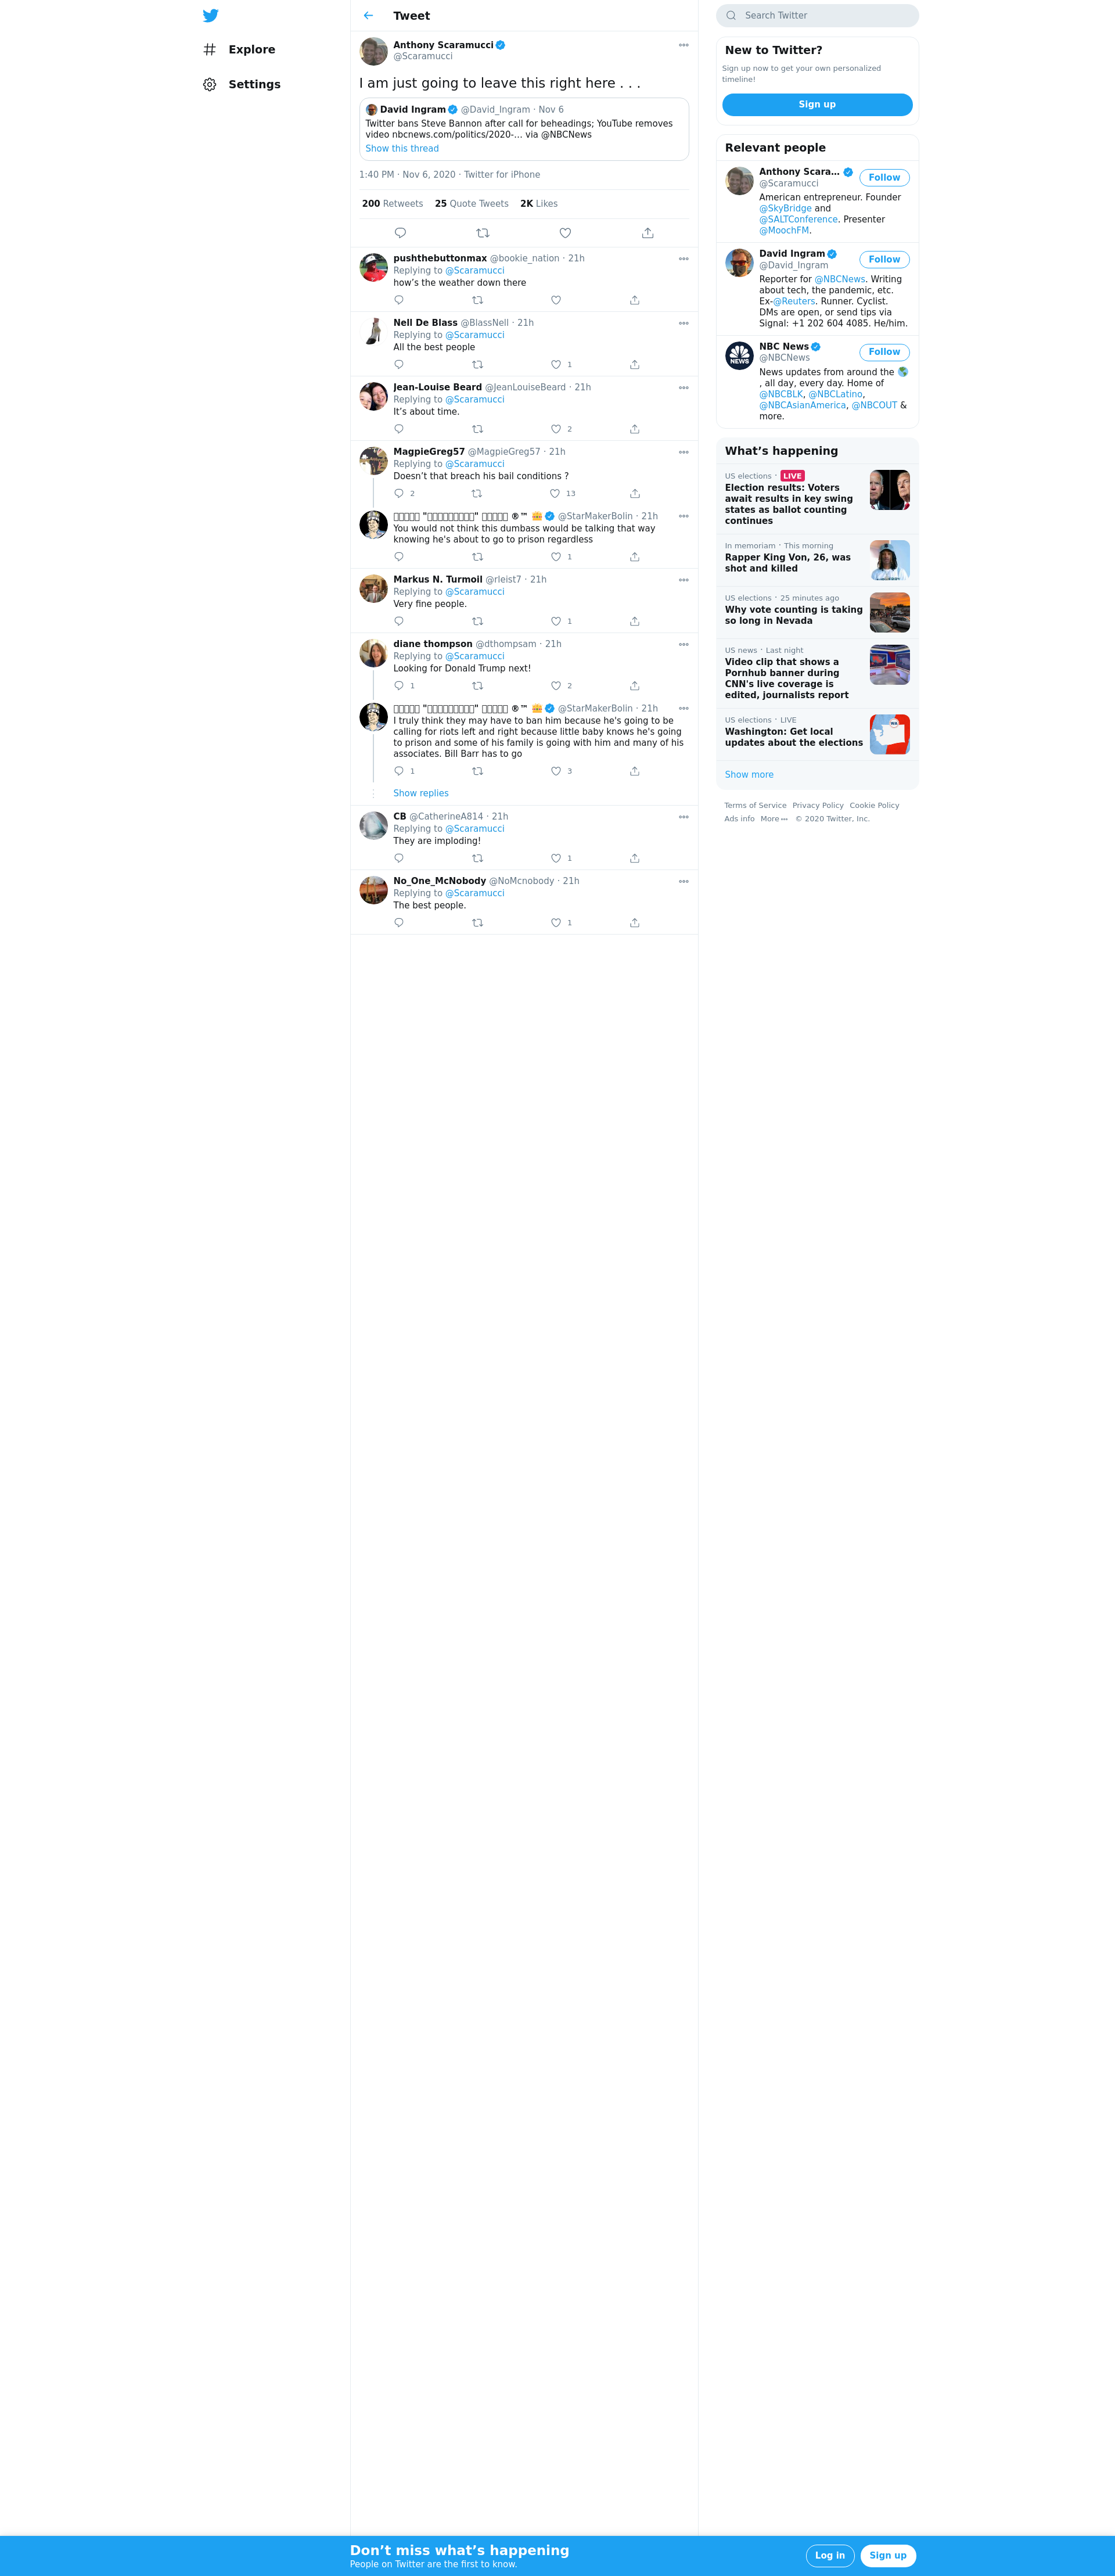 Explore
Settings
Tweet
Anthony Scaramucci
@Scaramucci
I am just going to leave this right here . . .
David Ingram @David_Ingram · Nov 6
Twitter bans Steve Bannon after call for beheadings; YouTube removes
video nbcnews.com/politics/2020-… via @NBCNews
Show this thread
1:40 PM · Nov 6, 2020 · Twitter for iPhone
200 Retweets 25 Quote Tweets 2K Likes
pushthebuttonmax @bookie_nation · 21h
Replying to @Scaramucci
how’s the weather down there
Nell De Blass @BlassNell · 21h
Replying to @Scaramucci
All the best people
1
Jean-Louise Beard @JeanLouiseBeard · 21h
Replying to @Scaramucci
It’s about time.
2
MagpieGreg57 @MagpieGreg57 · 21h
Replying to @Scaramucci
Doesn’t that breach his bail conditions ?
2 13
®™ @StarMakerBolin · 21h
You would not think this dumbass would be talking that way
knowing he's about to go to prison regardless
1
Markus N. Turmoil @rleist7 · 21h
Replying to @Scaramucci
Very fine people.
1
diane thompson @dthompsam · 21h
Replying to @Scaramucci
Looking for Donald Trump next!
1 2
®™ @StarMakerBolin · 21h
I truly think they may have to ban him because he's going to be
calling for riots left and right because little baby knows he's going
to prison and some of his family is going with him and many of his
associates. Bill Barr has to go
1 3
Show replies
CB @CatherineA814 · 21h
Replying to @Scaramucci
They are imploding!
1
No_One_McNobody @NoMcnobody · 21h
Replying to @Scaramucci
The best people.
1
Search Twitter
New to Twitter?
Sign up now to get your own personalized
timeline!
Sign up
Relevant people
Anthony Scara…
@Scaramucci
Follow
American entrepreneur. Founder
@SkyBridge and
@SALTConference. Presenter
@MoochFM.
David Ingram
@David_Ingram
Follow
Reporter for @NBCNews. Writing
about tech, the pandemic, etc.
Ex-@Reuters. Runner. Cyclist.
DMs are open, or send tips via
Signal: +1 202 604 4085. He/him.
NEWS
NBC News
@NBCNews
Follow
News updates from around the 🌎
, all day, every day. Home of
@NBCBLK, @NBCLatino,
@NBCAsianAmerica, @NBCOUT &
more.
What’s happening
US elections · LIVE
Election results: Voters
await results in key swing
states as ballot counting
continues
In memoriam · This morning
Rapper King Von, 26, was
shot and killed
US elections · 25 minutes ago
Why vote counting is taking
so long in Nevada
US news · Last night
Video clip that shows a
Pornhub banner during
CNN's live coverage is
edited, journalists report
US elections · LIVE
Washington: Get local
updates about the elections
WA
Show more
Terms of Service Privacy Policy Cookie Policy
Ads info More © 2020 Twitter, Inc.
Don’t miss what’s happening
People on Twitter are the first to know.
Log in
Sign up